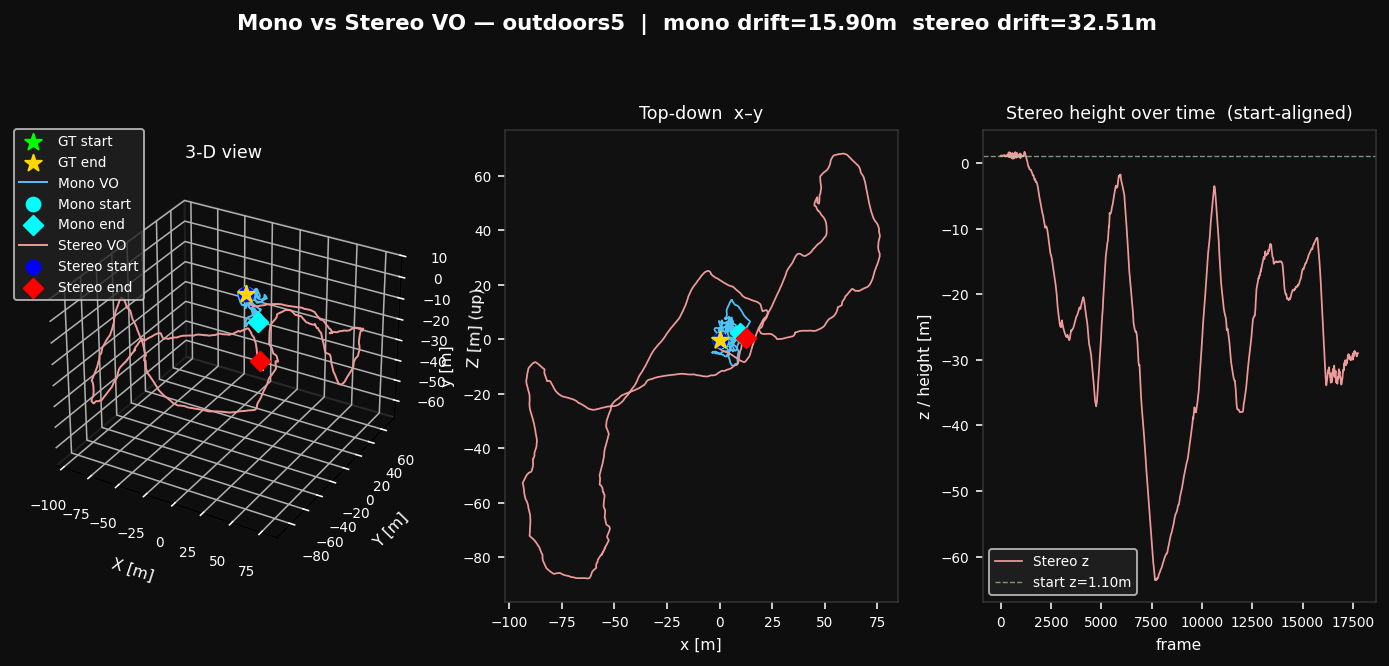 Mono vs Stereo VO — outdoors5 | mono drift=15.90m stereo drift=32.51m
3-D view
GT start
GT end
Mono VO
Mono start
Mono end
Stereo VO
Stereo start
Stereo end
10
0
−10
−20
−30
−40
−50
−60
Z [m] (up)
−100
−75
−50
−25
0
25
50
75
X [m]
60
40
20
0
−20
−40
−60
−80
Y [m]
Top-down x–y
60
40
20
0
−20
−40
−60
−80
y [m]
−100
−75
−50
−25
0
25
50
75
x [m]
Stereo height over time (start-aligned)
0
−10
−20
−30
−40
−50
−60
z / height [m]
Stereo z
start z=1.10m
0
2500
5000
7500
10000
12500
15000
17500
frame